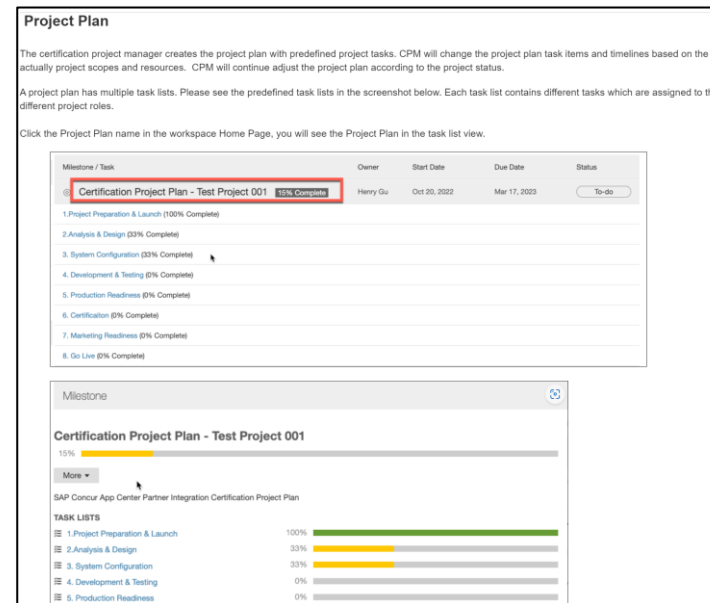 Project Plan
The certification project manager creates the project plan with predefined project tasks. CPM will change the project plan task items and timelines based on the
actually project scopes and resources. CPM will continue adjust the project plan according to the project status.
A project plan has multiple task lists. Please see the predefined task lists in the screenshot below. Each task list contains different tasks which are assigned to
different project roles.
Click the Project Plan name in the workspace Home Page, you will see the Project Plan in the task list view.
Milestone / Task Owner Start Date Due Date Status
Certification Project Plan - Test Project 001 15% Complete Henry Gu Oct 20, 2022 Mar 17, 2023 To-do
1.Project Preparation & Launch (100% Complete)
2.Analysis & Design (33% Complete)
3. System Configuration (33% Complete)
4. Development & Testing (0% Complete)
5. Production Readiness (0% Complete)
6. Certificaiton (0% Complete)
7. Marketing Readiness (0% Complete)
8. Go Live (0% Complete)
Milestone
Certification Project Plan - Test Project 001
15%
More
SAP Concur App Center Partner Integration Certification Project Plan
TASK LISTS
1.Project Preparation & Launch 100%
2.Analysis & Design 33%
3. System Configuration 33%
4. Development & Testing 0%
5. Production Readiness 0%